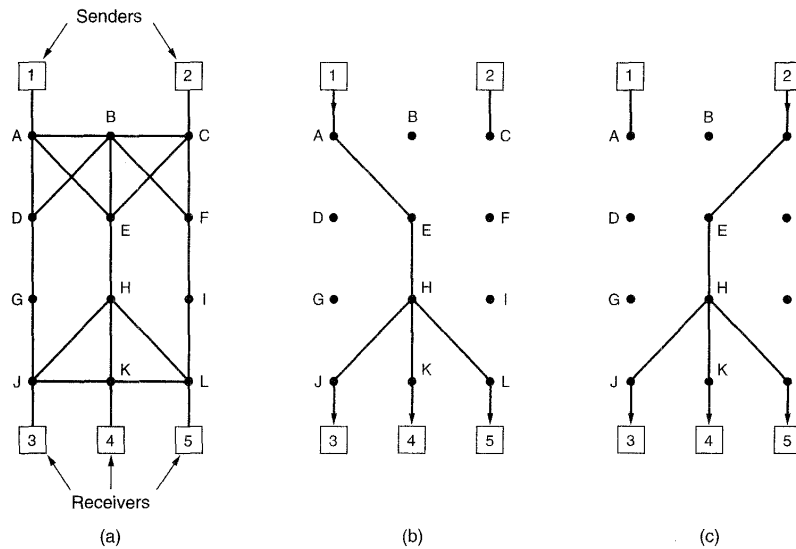 Senders
1 2 1 2 1 2
B B B
A C A C A
D F D F D
E E E
H H H
G I G I G
J K L J K L J K
3 4 5 3 4 5 3 4 5
Receivers
(a) (b) (c)